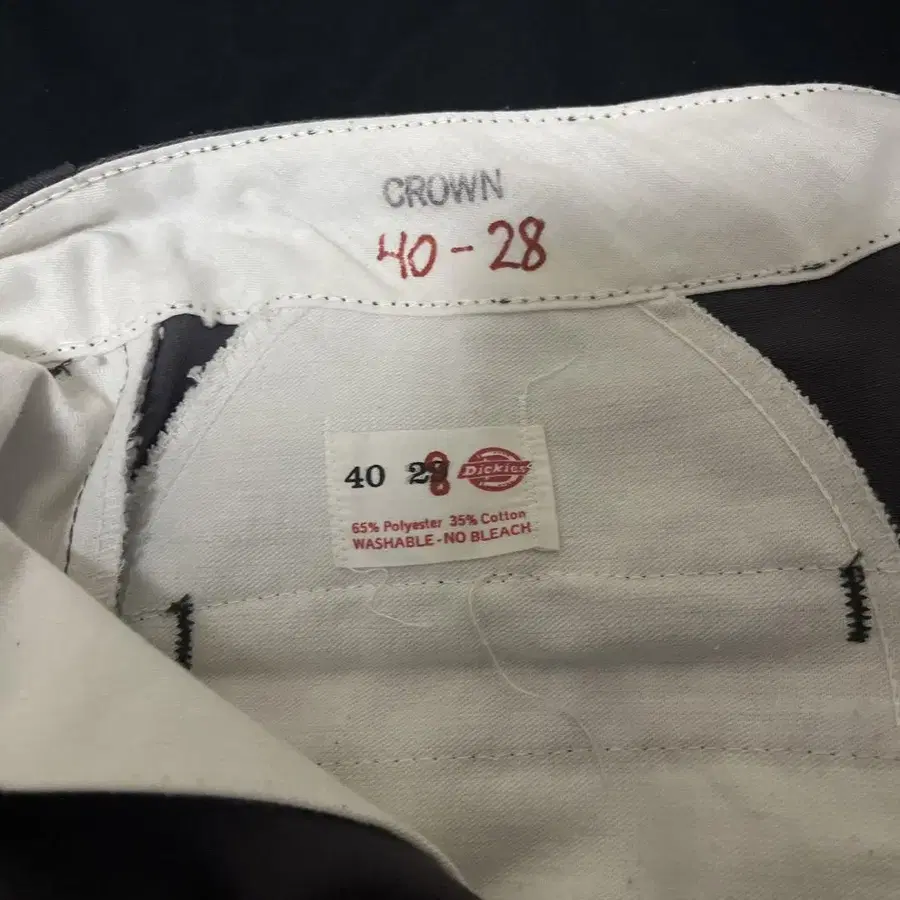 CROWN
40-28
40 28 Dickies
65% Polyester 35% Cotton
WASHABLE-NO BLEACH